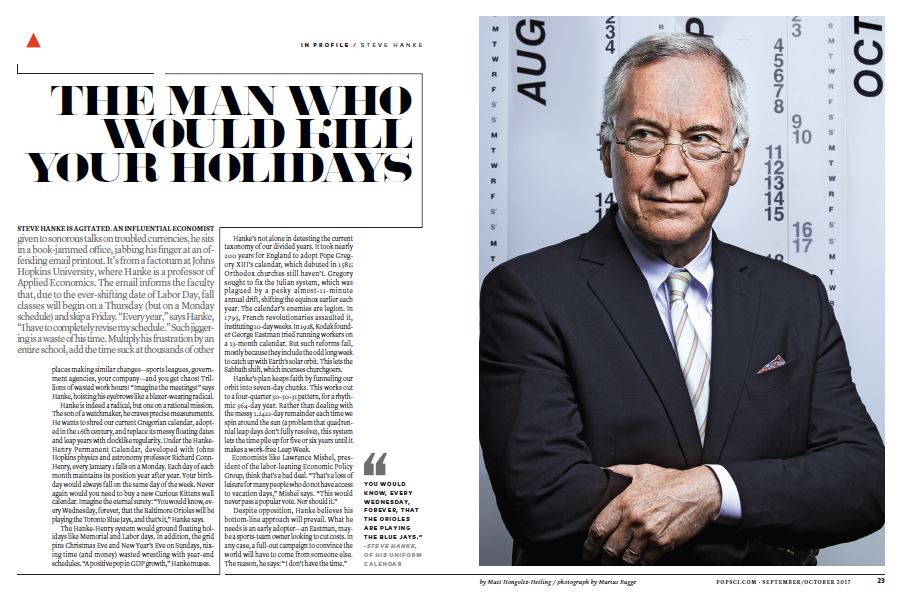 IN PROFILE / STEVE HANKE
THE MAN WHO
WOULD KILL
YOUR HOLIDAYS
STEVE HANKE IS AGITATED. AN INFLUENTIAL ECONOMIST
given to sonorous talks on troubled currencies, he sits
in a book-jammed office, jabbing his finger at an of-
fending email printout. It's from a factotum at Johns
Hopkins University, where Hanke is a professor of
Applied Economics. The email informs the faculty
that, due to the ever-shifting date of Labor Day, fall
classes will begin on a Thursday (but on a Monday
schedule) and skip a Friday. "Every year," says Hanke,
"I have to completely revise my schedule." Such jigger-
ing is a waste of his time. Multiply his frustration by an
entire school, add the time suck at thousands of other
places making similar changes—sports leagues, govern-
ment agencies, your company—and you get chaos! Tril-
lions of wasted work hours! "Imagine the meetings!" says
Hanke, hoisting his eyebrows like a blazer-wearing radical.
Hanke is indeed a radical, but one on a rational mission.
The son of a watchmaker, he craves precise measurements.
He wants to shred our current Gregorian calendar, adopt-
ed in the 16th century, and replace its messy floating dates
and leap years with clocklike regularity. Under the Hanke-
Henry Permanent Calendar, developed with Johns
Hopkins physics and astronomy professor Richard Conn-
Henry, every January 1 falls on a Monday. Each day of each
month maintains its position year after year. Your birth-
day would always fall on the same day of the week. Never
again would you need to buy a new Curious Kittens wall
calendar. Imagine the eternal surety: "You would know, ev-
ery Wednesday, forever, that the Baltimore Orioles will be
playing the Toronto Blue Jays, and that's it," Hanke says.
The Hanke-Henry system would ground floating hol-
idays like Memorial and Labor days. In addition, the grid
pins Christmas Eve and New Year's Eve on Sundays, nix-
ing time (and money) wasted wrestling with year-end
schedules. "A positive pop in GDP growth," Hanke muses.
Hanke's not alone in detesting the current
taxonomy of our divided years. It took nearly
200 years for England to adopt Pope Greg-
ory XIII's calendar, which debuted in 1582;
Orthodox churches still haven't. Gregory
sought to fix the Julian system, which was
plagued by a pesky almost-11-minute
annual drift, shifting the equinox earlier each
year. The calendar's enemies are legion. In
1793, French revolutionaries assaulted it,
instituting 10-day weeks. In 1928, Kodak found-
er George Eastman tried running workers on
a 13-month calendar. But such reforms fail,
mostly because they include the odd long week
to catch up with Earth's solar orbit. This lets the
Sabbath shift, which incenses churchgoers.
Hanke's plan keeps faith by funneling our
orbit into seven-day chunks. This works out
to a four-quarter 30-30-31 pattern, for a rhyth-
mic 364-day year. Rather than dealing with
the messy 1.2422-day remainder each time we
spin around the sun (a problem that quadren-
nial leap days don't fully resolve), this system
lets the time pile up for five or six years until it
makes a work-free Leap Week.
Economists like Lawrence Mishel, pres-
ident of the labor-leaning Economic Policy
Group, think that's a bad deal. "That's a loss of
leisure for many people who do not have access
to vacation days," Mishel says. "This would
never pass a popular vote. Nor should it."
Despite opposition, Hanke believes his
bottom-line approach will prevail. What he
needs is an early adopter—an Eastman, may-
be a sports-team owner looking to cut costs. In
any case, a full-out campaign to convince the
world will have to come from someone else.
The reason, he says: "I don't have the time."
“
YOU WOULD
KNOW, EVERY
WEDNESDAY,
FOREVER, THAT
THE ORIOLES
ARE PLAYING
THE BLUE JAYS."
-STEVE HANKE,
OF HIS UNIFORM
CALENDAR
AUG
OCT
2
3
4
4
5
6
7
8
9
10
11
12
13
14
15
16
17
14
15
by Matt Hongoltz-Hetling / photograph by Marius Bugge
POPSCI.COM · SEPTEMBER/OCTOBER 2017
23